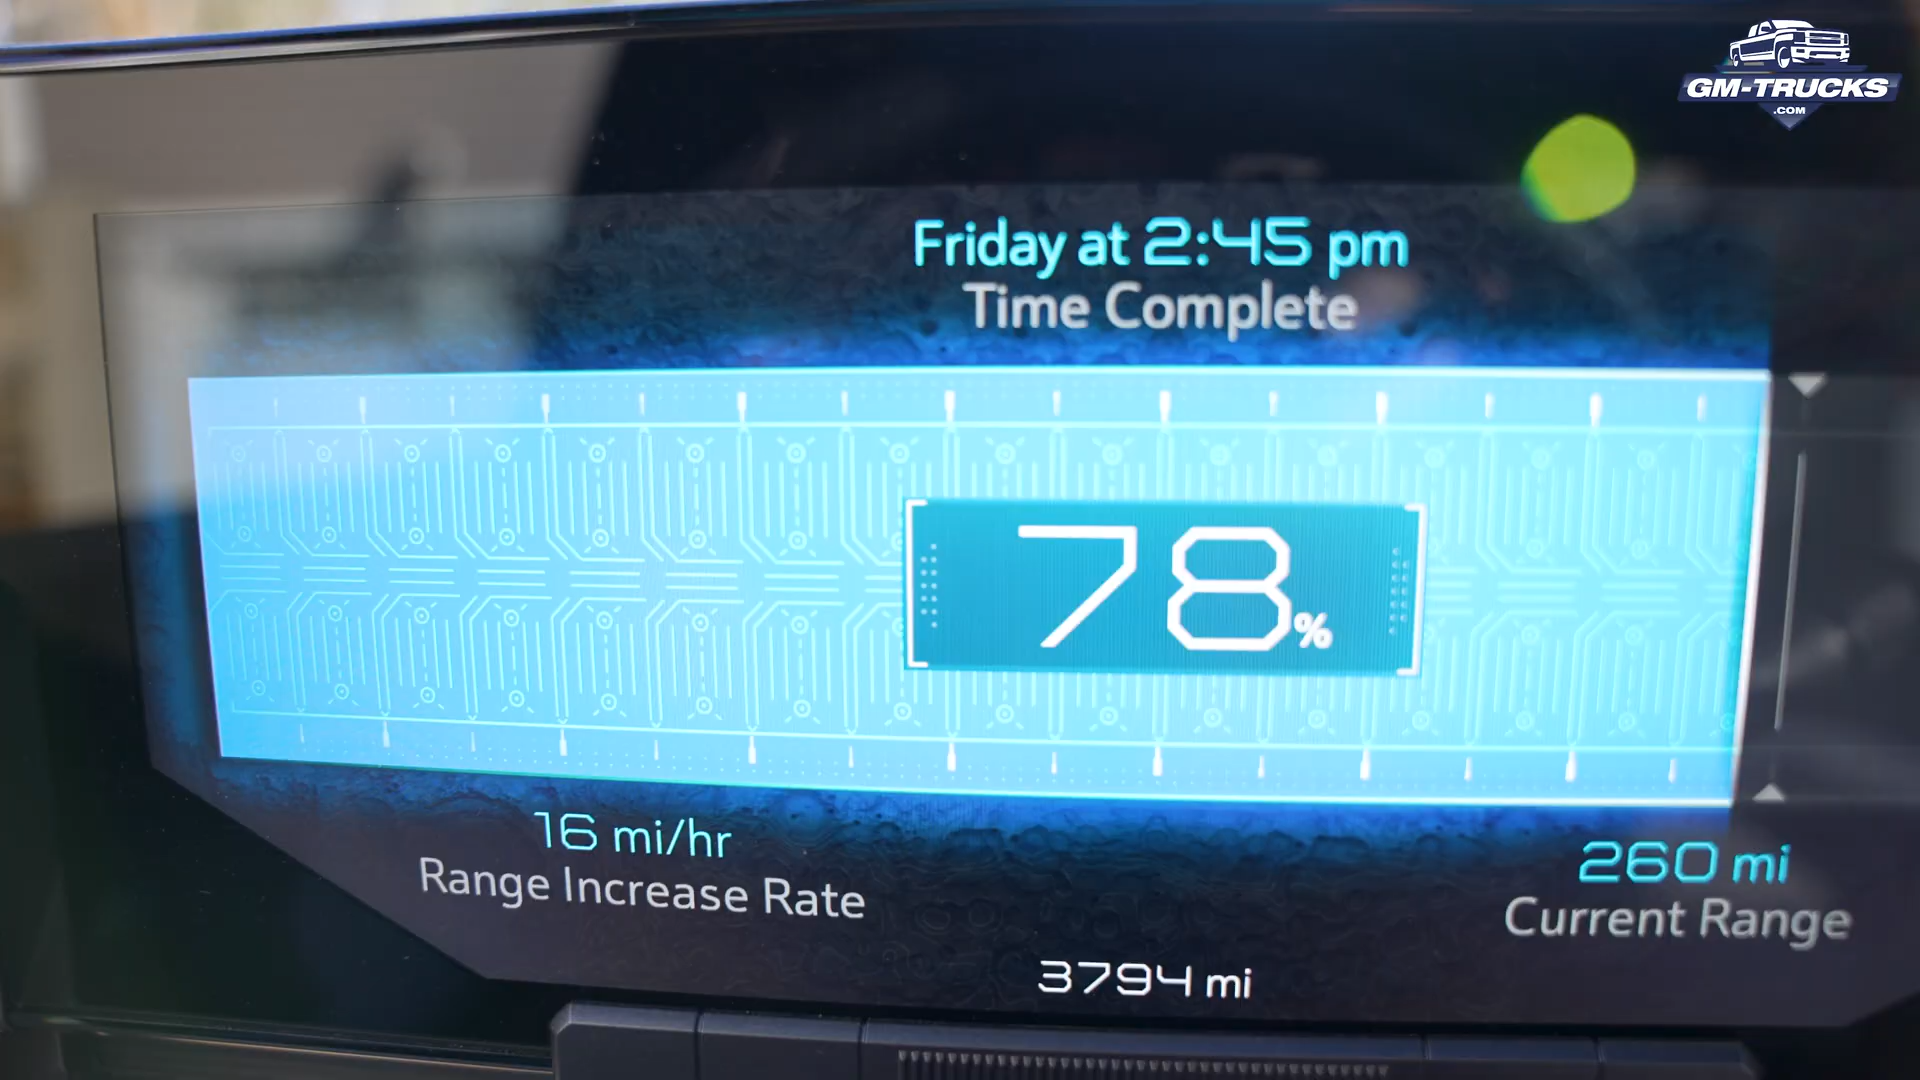 GM-TRUCKS
.COM
Friday at 2:45 pm
Time Complete
78%
16 mi/hr
Range Increase Rate
260 mi
Current Range
3794 mi